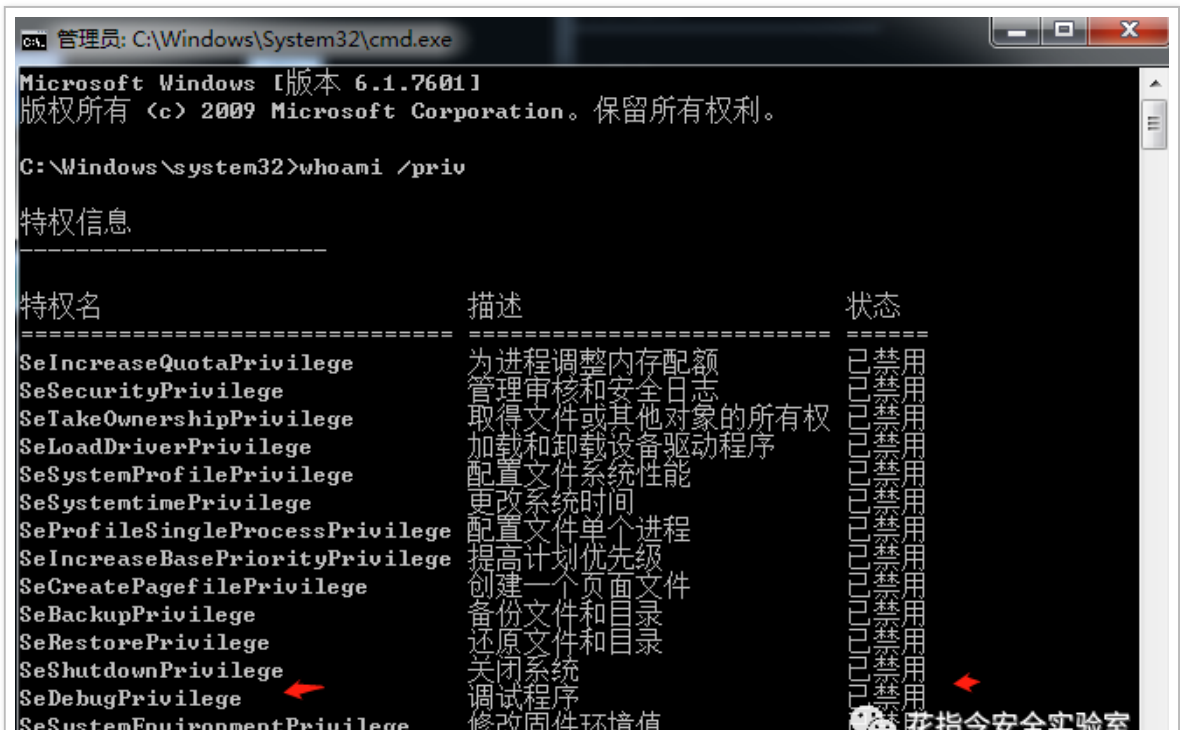 管理员: C:\Windows\System32\cmd.exe
Microsoft Windows [版本 6.1.7601]
版权所有 (c) 2009 Microsoft Corporation。保留所有权利。
C:\Windows\system32>whoami /priv
特权信息
----------------------
特权名 描述 状态
=============================== ========================== ======
SeIncreaseQuotaPrivilege 为进程调整内存配额 已禁用
SeSecurityPrivilege 管理审核和安全日志 已禁用
SeTakeOwnershipPrivilege 取得文件或其他对象的所有权 已禁用
SeLoadDriverPrivilege 加载和卸载设备驱动程序 已禁用
SeSystemProfilePrivilege 配置文件系统性能 已禁用
SeSystemtimePrivilege 更改系统时间 已禁用
SeProfileSingleProcessPrivilege 配置文件单个进程 已禁用
SeIncreaseBasePriorityPrivilege 提高计划优先级 已禁用
SeCreatePagefilePrivilege 创建一个页面文件 已禁用
SeBackupPrivilege 备份文件和目录 已禁用
SeRestorePrivilege 还原文件和目录 已禁用
SeShutdownPrivilege 关闭系统 已禁用
SeDebugPrivilege 调试程序 已禁用
SeSystemEnvironmentPrivilege 修改固件环境值
花指令安全实验室